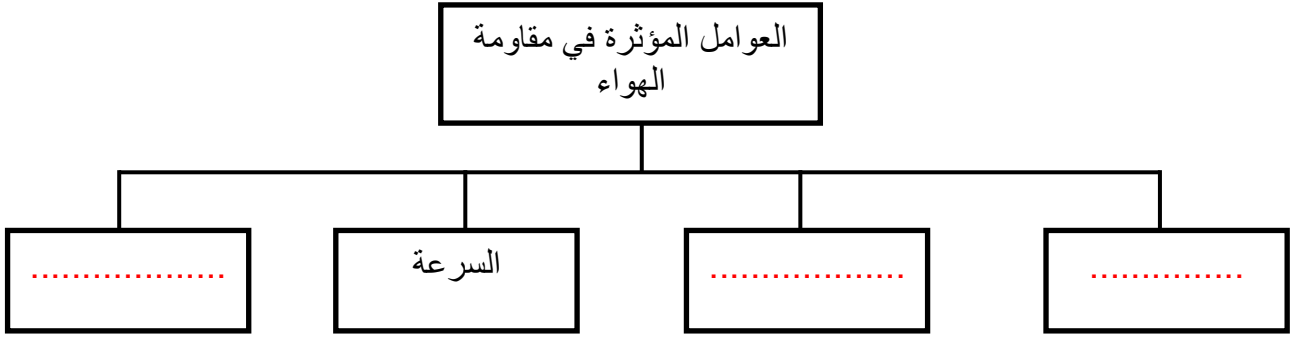 العوامل المؤثرة في مقاومة
الهواء
...............
...................
السرعة
...................